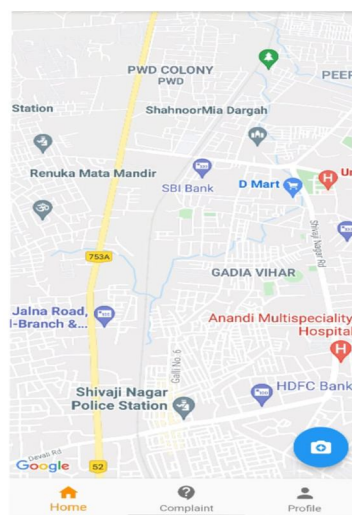 PWD COLONY
PWD
PEER
Station
ShahnoorMia Dargah
Renuka Mata Mandir
SBI Bank
D Mart
Un
Shivaji Nagar Rd
753A
GADIA VIHAR
Jalna Road,
l-Branch &...
Anandi Multispeciality
Hospital
Galli No. 6
HDFC Bank
Shivaji Nagar
Police Station
Devali Rd
Google
52
Home
Complaint
Profile